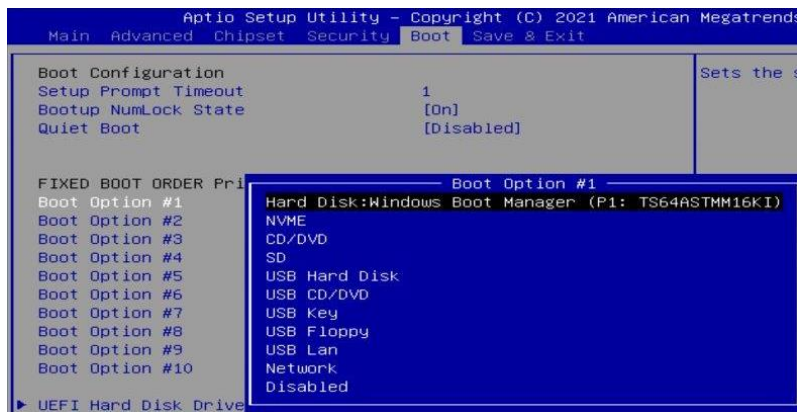 Aptio Setup Utility – Copyright (C) 2021 American Megatrends
Main Advanced Chipset Security Boot Save & Exit
Boot Configuration
Setup Prompt Timeout 1
Bootup NumLock State [On]
Quiet Boot [Disabled]
Sets the
FIXED BOOT ORDER Pri
Boot Option #1
Boot Option #2
Boot Option #3
Boot Option #4
Boot Option #5
Boot Option #6
Boot Option #7
Boot Option #8
Boot Option #9
Boot Option #10
UEFI Hard Disk Drive
Boot Option #1
Hard Disk:Windows Boot Manager (P1: TS64ASTMM16KI)
NVME
CD/DVD
SD
USB Hard Disk
USB CD/DVD
USB Key
USB Floppy
USB Lan
Network
Disabled